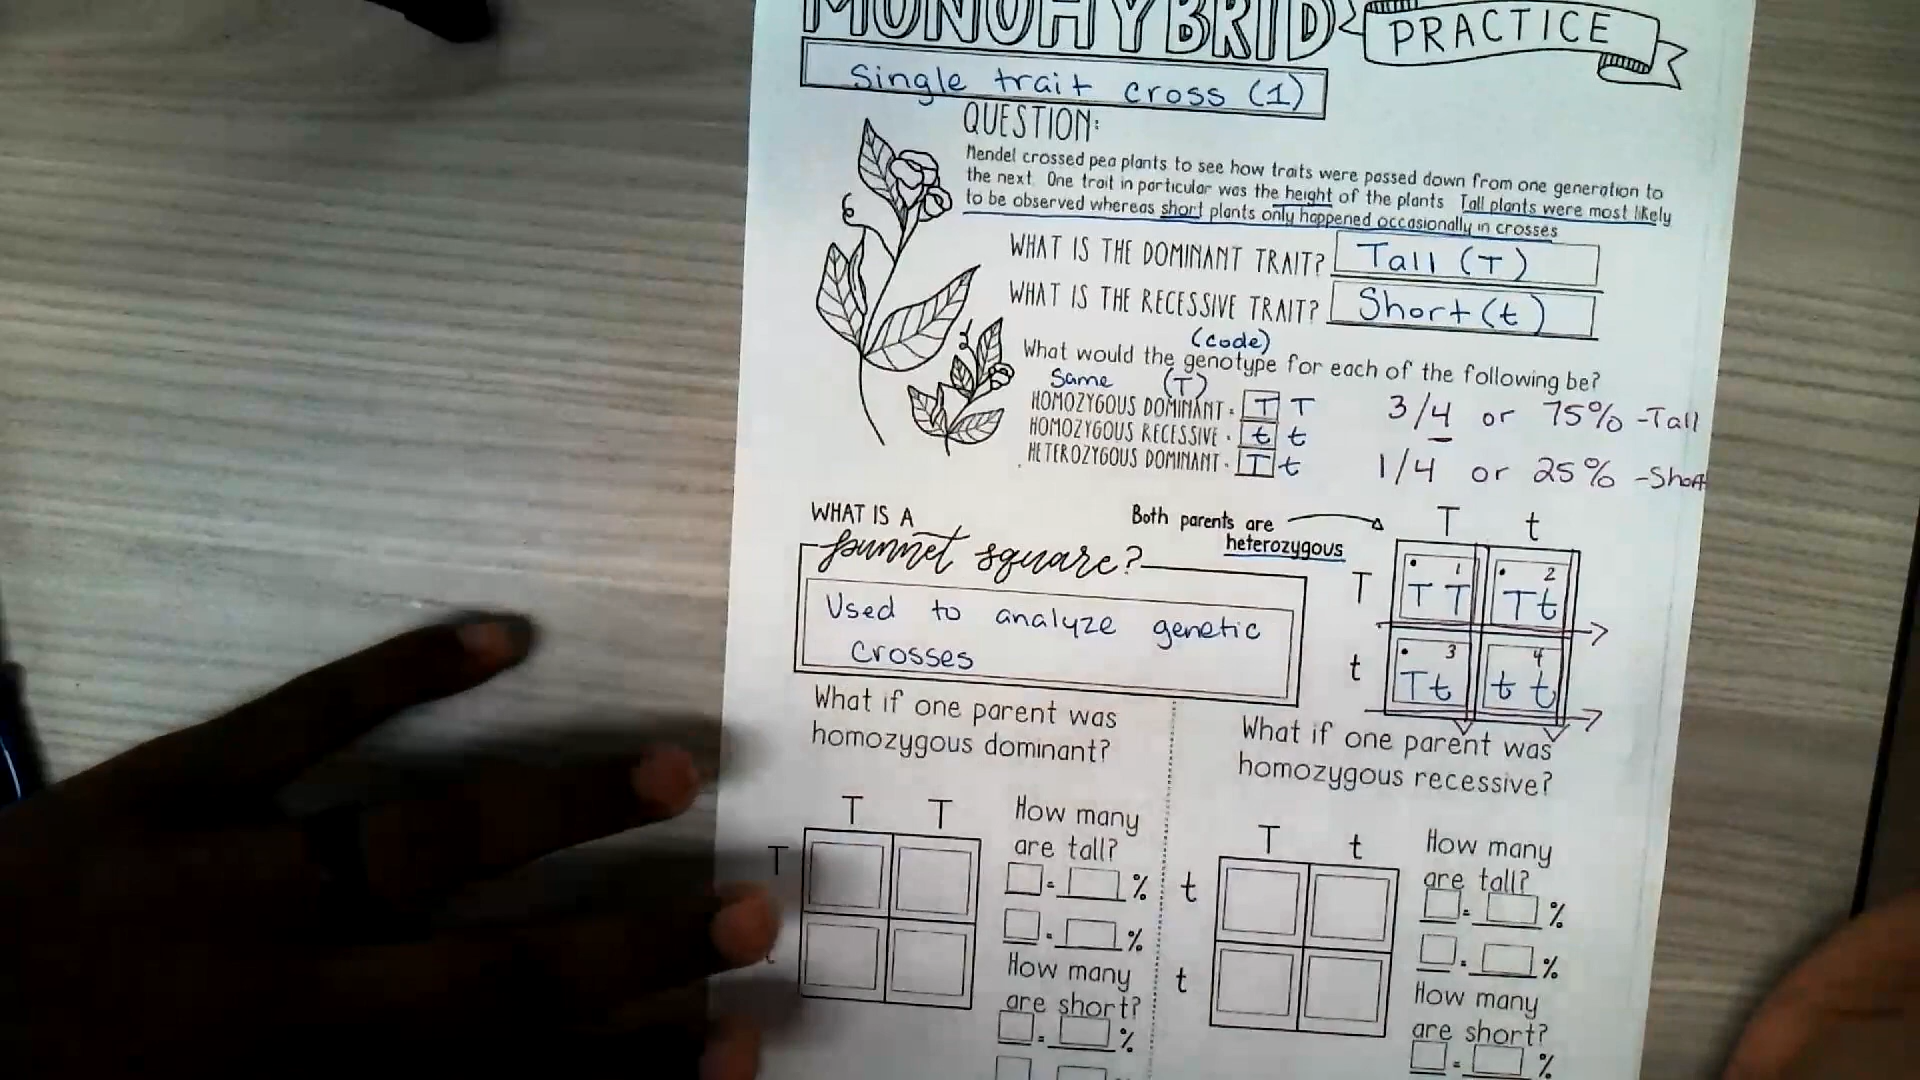 MONOHYBRID PRACTICE
Single trait cross (1)
QUESTION:
Mendel crossed pea plants to see how traits were passed down from one generation to
the next. One trait in particular was the height of the plants. Tall plants were most likely
to be observed whereas short plants only happened occasionally in crosses
WHAT IS THE DOMINANT TRAIT? Tall (T)
WHAT IS THE RECESSIVE TRAIT? Short (t)
(code)
What would the genotype for each of the following be?
Same (T)
HOMOZYGOUS DOMINANT - T T
HOMOZYGOUS RECESSIVE - t t
HETEROZYGOUS DOMINANT - T t
3/4 or 75% -Tall
1/4 or 25% -Short
WHAT IS A
punnet square?
Used to analyze genetic
crosses
Both parents are
heterozygous
T t
T
1 2
T T Tt
t
3 4
Tt t t
What if one parent was
homozygous dominant?
T T
T
How many
are tall?
= %
= %
How many
are short?
= %
What if one parent was
homozygous recessive?
T t
t
t
How many
are tall?
= %
= %
How many
are short?
= %